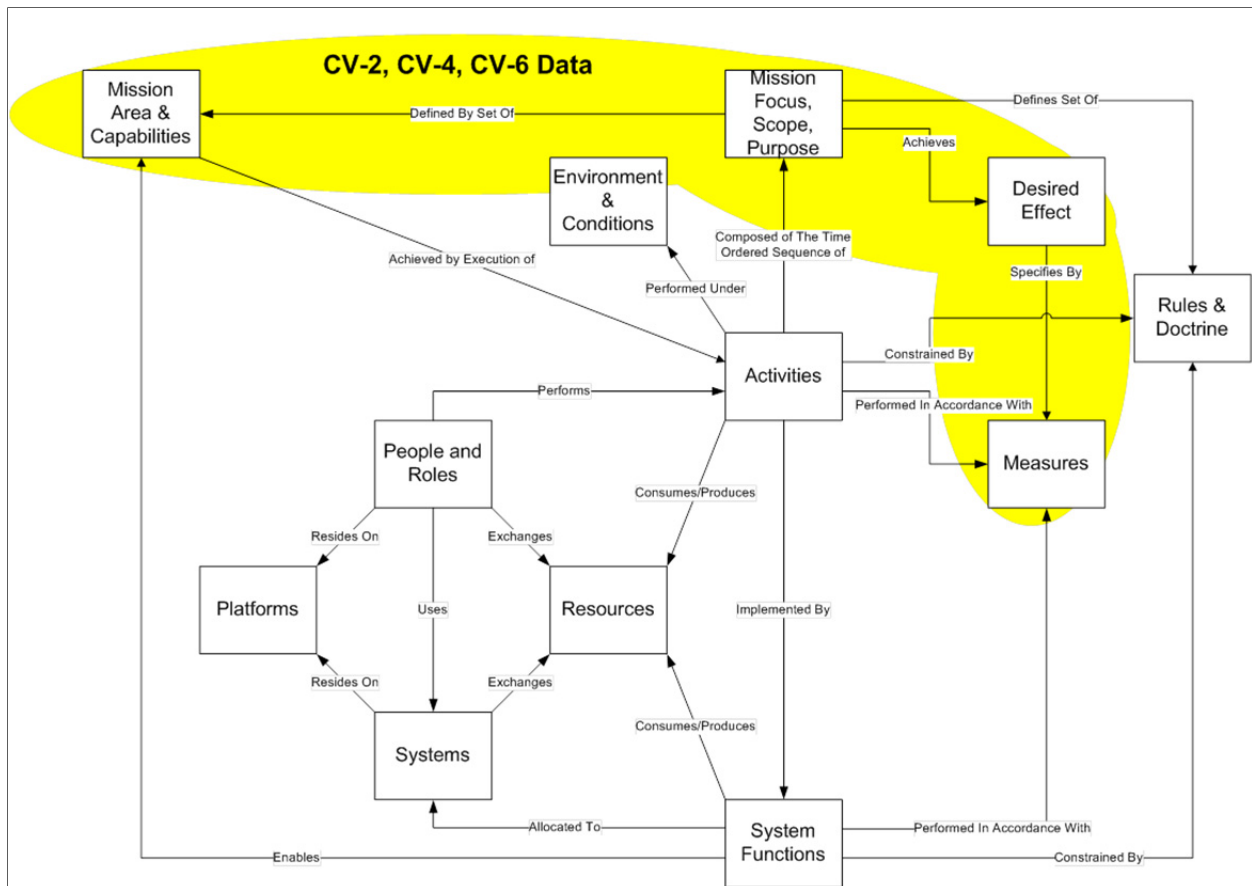 CV-2, CV-4, CV-6 Data
Mission
Area &
Capabilities
Defined By Set Of
Mission
Focus,
Scope,
Purpose
Defines Set Of
Achieves
Environment
&
Conditions
Desired
Effect
Composed of The Time
Ordered Sequence of
Achieved by Execution of
Specifies By
Performed Under
Rules &
Doctrine
Activities
Constrained By
Performs
Performed In Accordance With
People and
Roles
Measures
Consumes/Produces
Resides On
Exchanges
Platforms
Uses
Resources
Implemented By
Resides On
Exchanges
Consumes/Produces
Systems
Allocated To
System
Functions
Performed In Accordance With
Enables
Constrained By